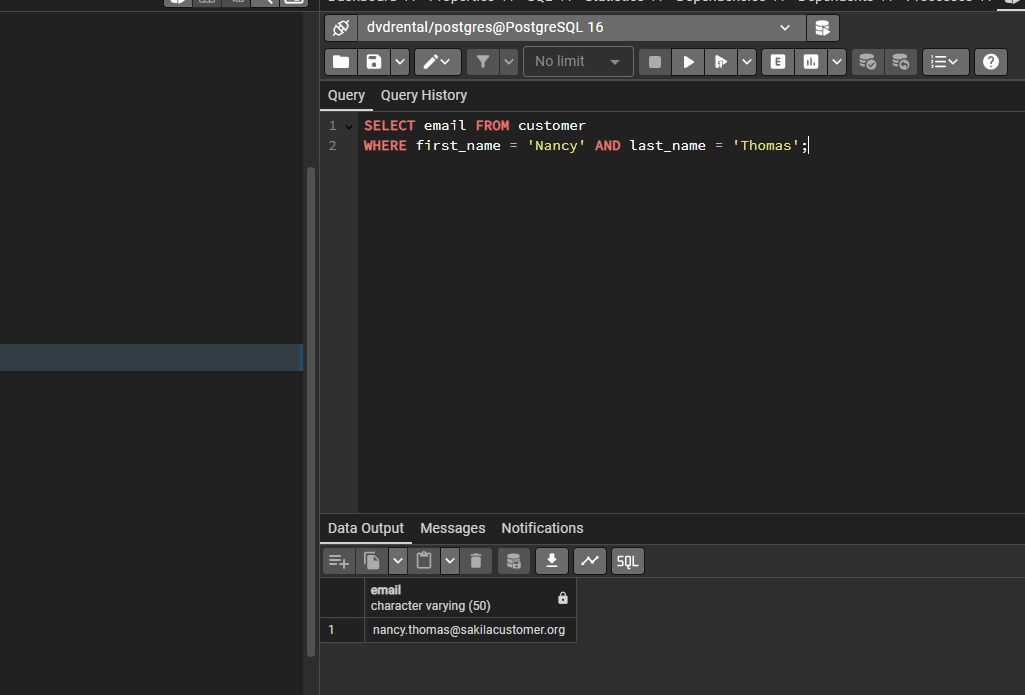 dvdrental/postgres@PostgreSQL 16
No limit
E
Query Query History
1 SELECT email FROM customer
2 WHERE first_name = 'Nancy' AND last_name = 'Thomas';
Data Output Messages Notifications
SQL
email
character varying (50)
1 nancy.thomas@sakilacustomer.org